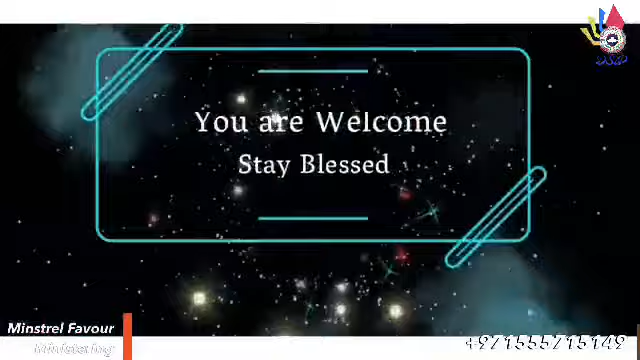 You are Welcome
Stay Blessed
Minstrel Favour
Ministering
+971555715149